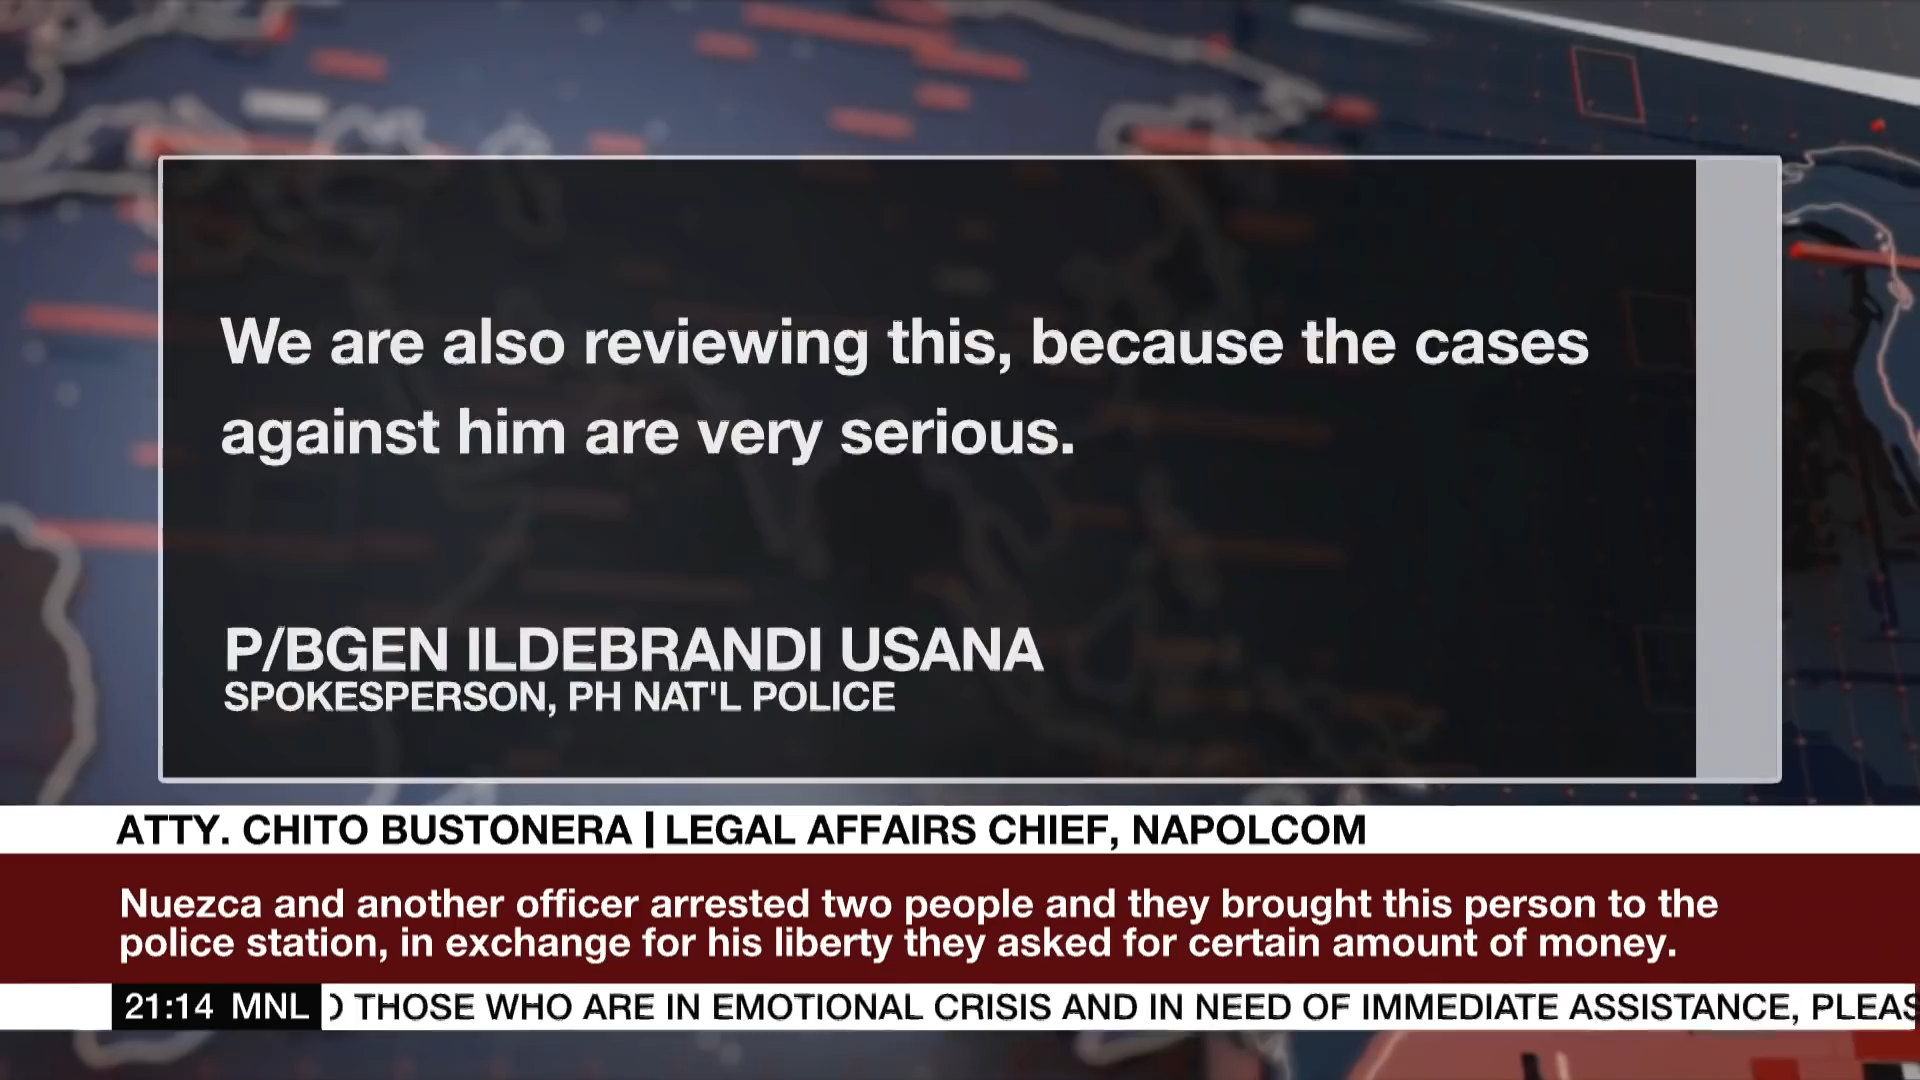 We are also reviewing this, because the cases
against him are very serious.
P/BGEN ILDEBRANDI USANA
SPOKESPERSON, PH NAT'L POLICE
ATTY. CHITO BUSTONERA | LEGAL AFFAIRS CHIEF, NAPOLCOM
Nuezca and another officer arrested two people and they brought this person to the
police station, in exchange for his liberty they asked for certain amount of money.
21:14 MNL THOSE WHO ARE IN EMOTIONAL CRISIS AND IN NEED OF IMMEDIATE ASSISTANCE,